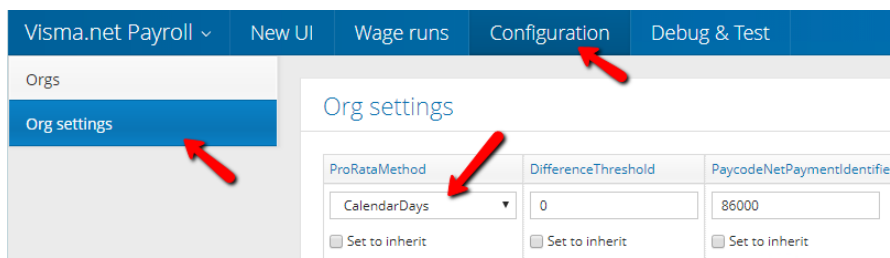 Visma.net Payroll New UI Wage runs Configuration Debug & Test
Orgs
Org settings
Org settings
ProRataMethod DifferenceThreshold PaycodeNetPaymentIdentifie
CalendarDays 0 86000
Set to inherit Set to inherit Set to inherit